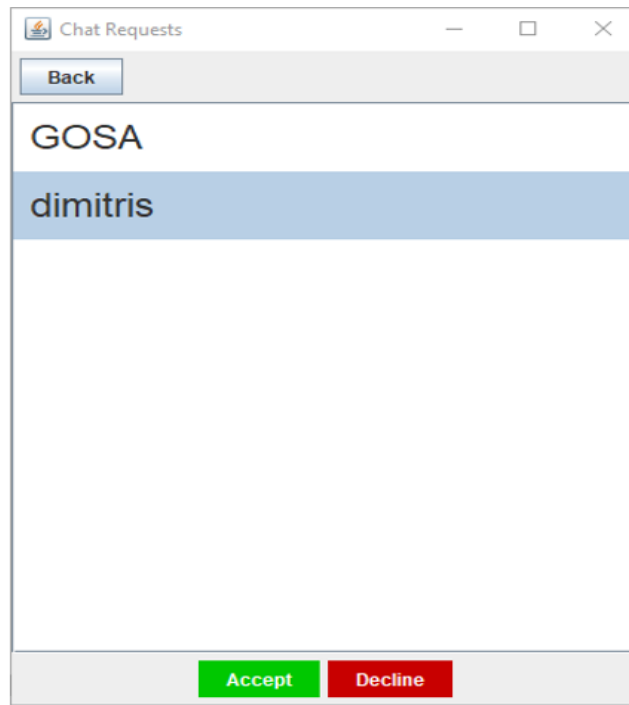 Chat Requests
Back
GOSA
dimitris
Accept Decline